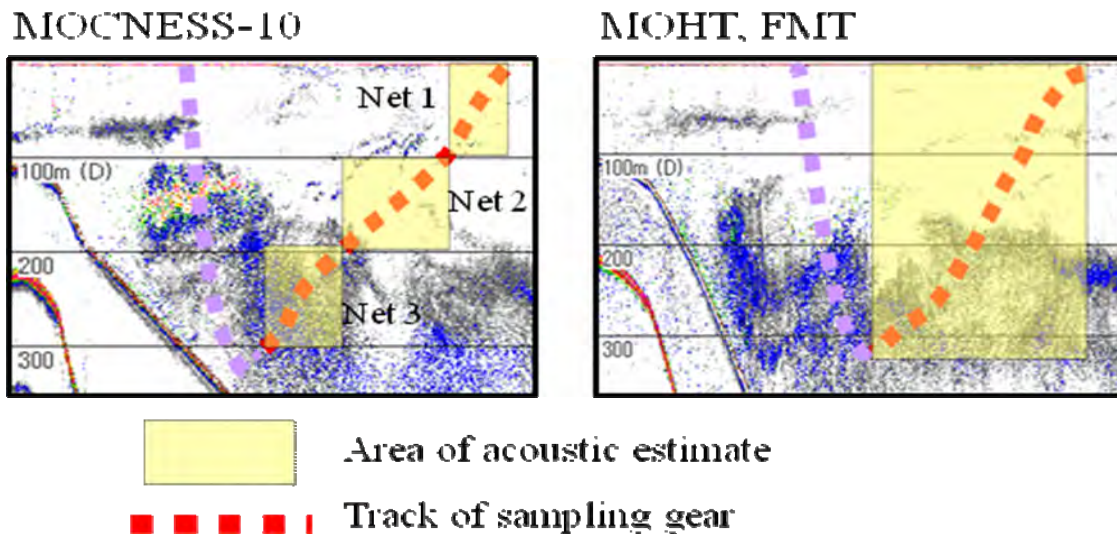 MOCNESS-10
MOHT, FMT
Net 1
100m (D)
Net 2
200
Net 3
300
100m (D)
200
300
Area of acoustic estimate
Track of sampling gear